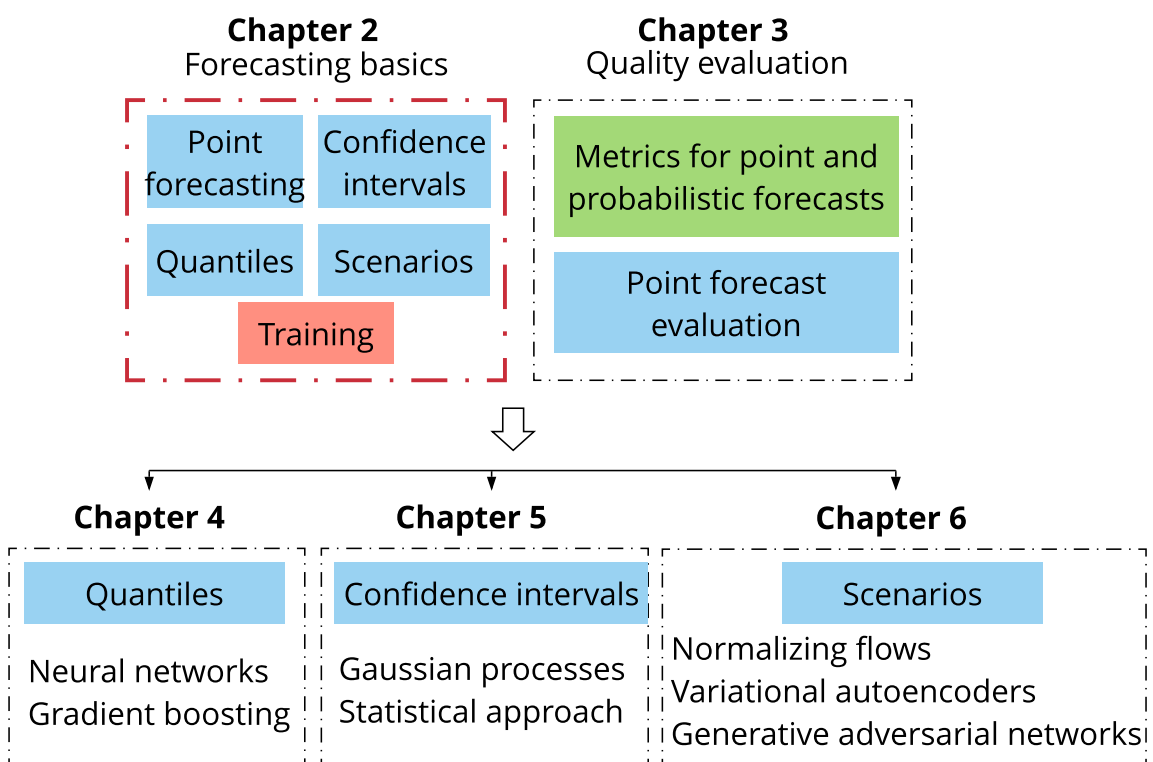 Chapter 2
Forecasting basics
Point
forecasting
Confidence
intervals
Quantiles
Scenarios
Training
Chapter 3
Quality evaluation
Metrics for point and
probabilistic forecasts
Point forecast
evaluation
Chapter 4
Quantiles
Neural networks
Gradient boosting
Chapter 5
Confidence intervals
Gaussian processes
Statistical approach
Chapter 6
Scenarios
Normalizing flows
Variational autoencoders
Generative adversarial networks